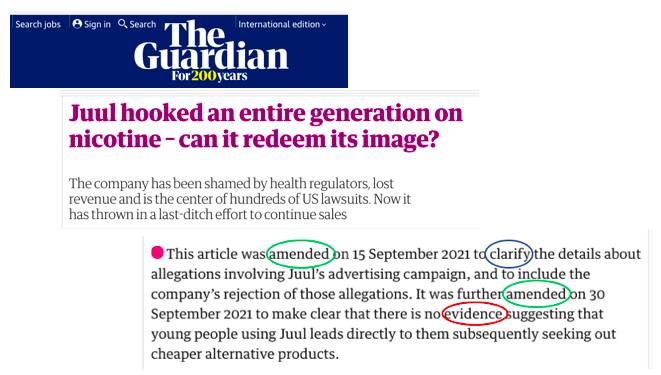 Search jobs Sign in Search International edition
The
Guardian
For 200 years
Juul hooked an entire generation on
nicotine – can it redeem its image?
The company has been shamed by health regulators, lost
revenue and is the center of hundreds of US lawsuits. Now it
has thrown in a last-ditch effort to continue sales
This article was amended on 15 September 2021 to clarify the details about
allegations involving Juul’s advertising campaign, and to include the
company’s rejection of those allegations. It was further amended on 30
September 2021 to make clear that there is no evidence suggesting that
young people using Juul leads directly to them subsequently seeking out
cheaper alternative products.